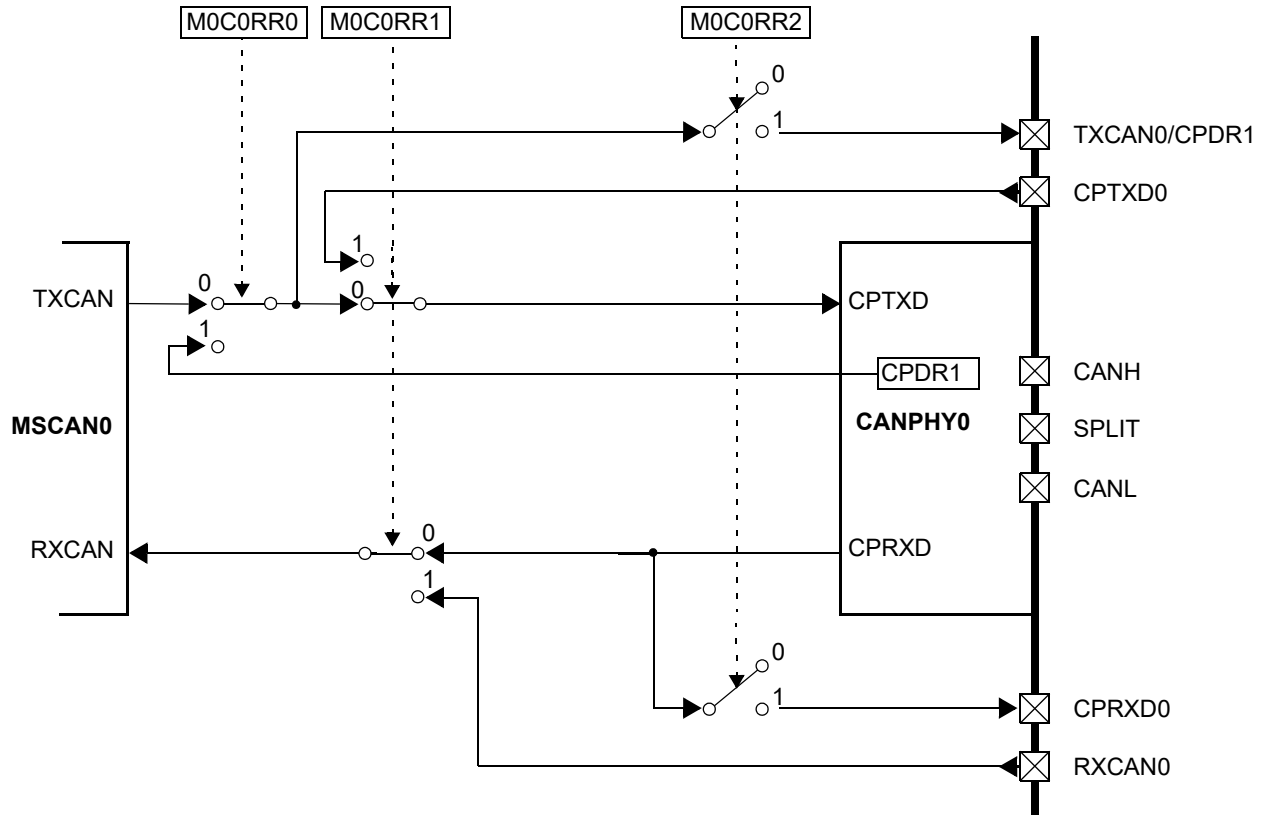 M0C0RR0 M0C0RR1 M0C0RR2
0
1
TXCAN0/CPDR1
CPTXD0
1
0
0
TXCAN
CPTXD
1
CPDR1
CANH
MSCAN0
CANPHY0
SPLIT
CANL
0
RXCAN
CPRXD
1
0
1
CPRXD0
RXCAN0